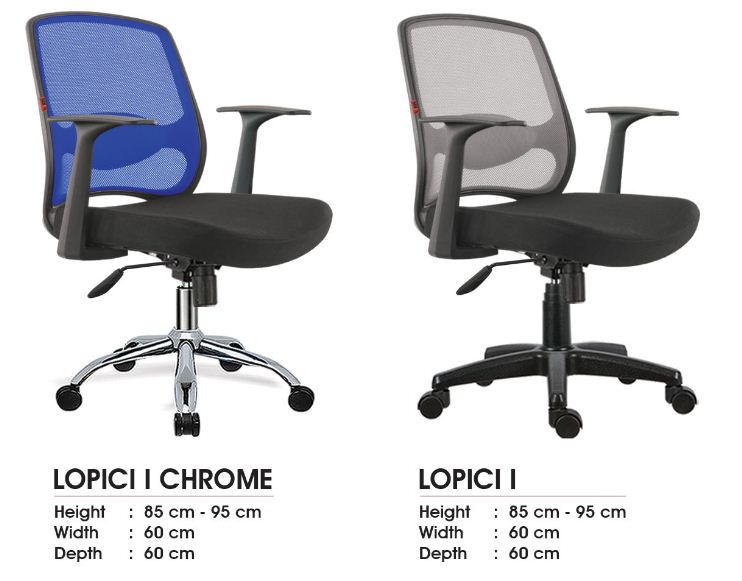 LOPICI I CHROME
Height : 85 cm - 95 cm
Width : 60 cm
Depth : 60 cm
LOPICI I
Height : 85 cm - 95 cm
Width : 60 cm
Depth : 60 cm